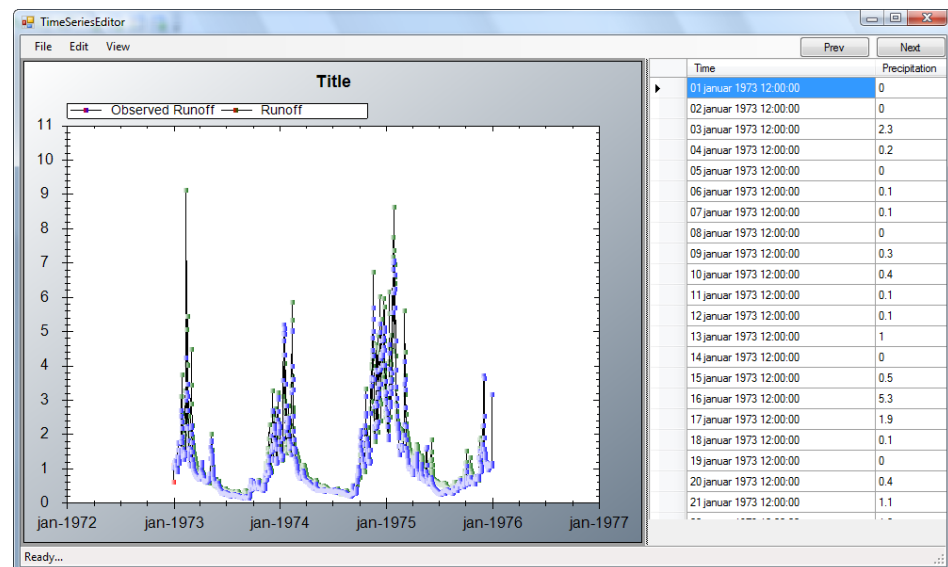 TimeSeriesEditor
File Edit View
Prev Next
Title
Observed Runoff Runoff
11
10
9
8
7
6
5
4
3
2
1
0
jan-1972 jan-1973 jan-1974 jan-1975 jan-1976 jan-1977
Time Precipitation
01 januar 1973 12:00:00 0
02 januar 1973 12:00:00 0
03 januar 1973 12:00:00 2.3
04 januar 1973 12:00:00 0.2
05 januar 1973 12:00:00 0
06 januar 1973 12:00:00 0.1
07 januar 1973 12:00:00 0.1
08 januar 1973 12:00:00 0
09 januar 1973 12:00:00 0.3
10 januar 1973 12:00:00 0.4
11 januar 1973 12:00:00 0.1
12 januar 1973 12:00:00 0.1
13 januar 1973 12:00:00 1
14 januar 1973 12:00:00 0
15 januar 1973 12:00:00 0.5
16 januar 1973 12:00:00 5.3
17 januar 1973 12:00:00 1.9
18 januar 1973 12:00:00 0.1
19 januar 1973 12:00:00 0
20 januar 1973 12:00:00 0.4
21 januar 1973 12:00:00 1.1
Ready...